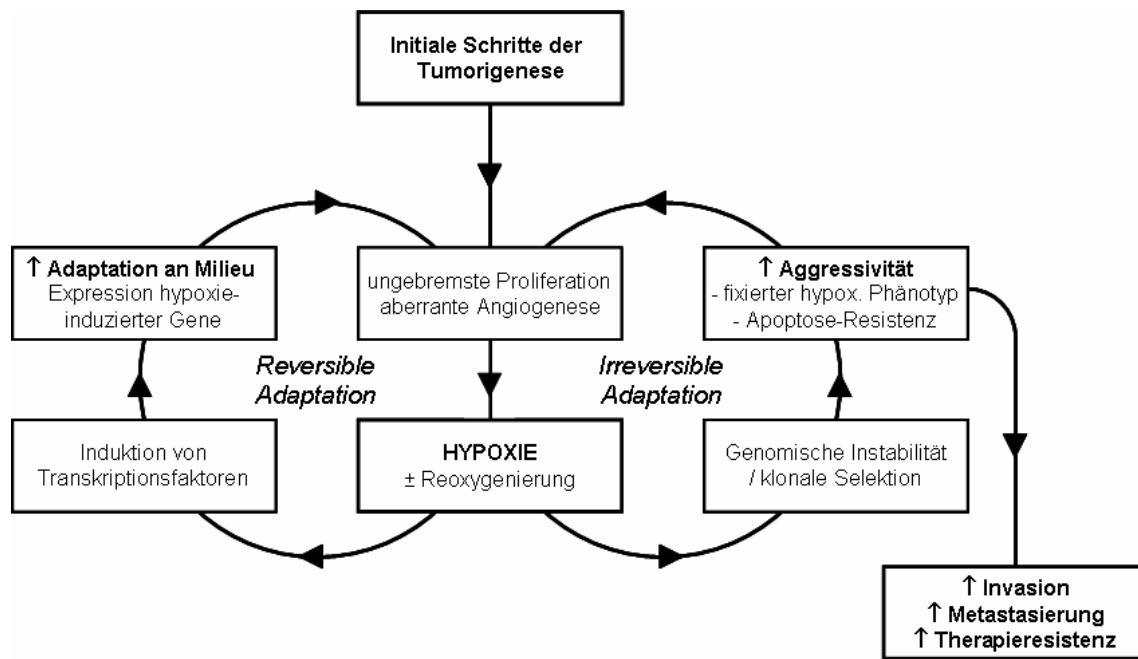 Initiale Schritte der
Tumorigenese
↑ Adaptation an Milieu
Expression hypoxie-
induzierter Gene
ungebremste Proliferation
aberrante Angiogenese
↑ Aggressivität
- fixierter hypox. Phänotyp
- Apoptose-Resistenz
Reversible
Adaptation
Irreversible
Adaptation
Induktion von
Transkriptionsfaktoren
HYPOXIE
± Reoxygenierung
Genomische Instabilität
/ klonale Selektion
↑ Invasion
↑ Metastasierung
↑ Therapieresistenz